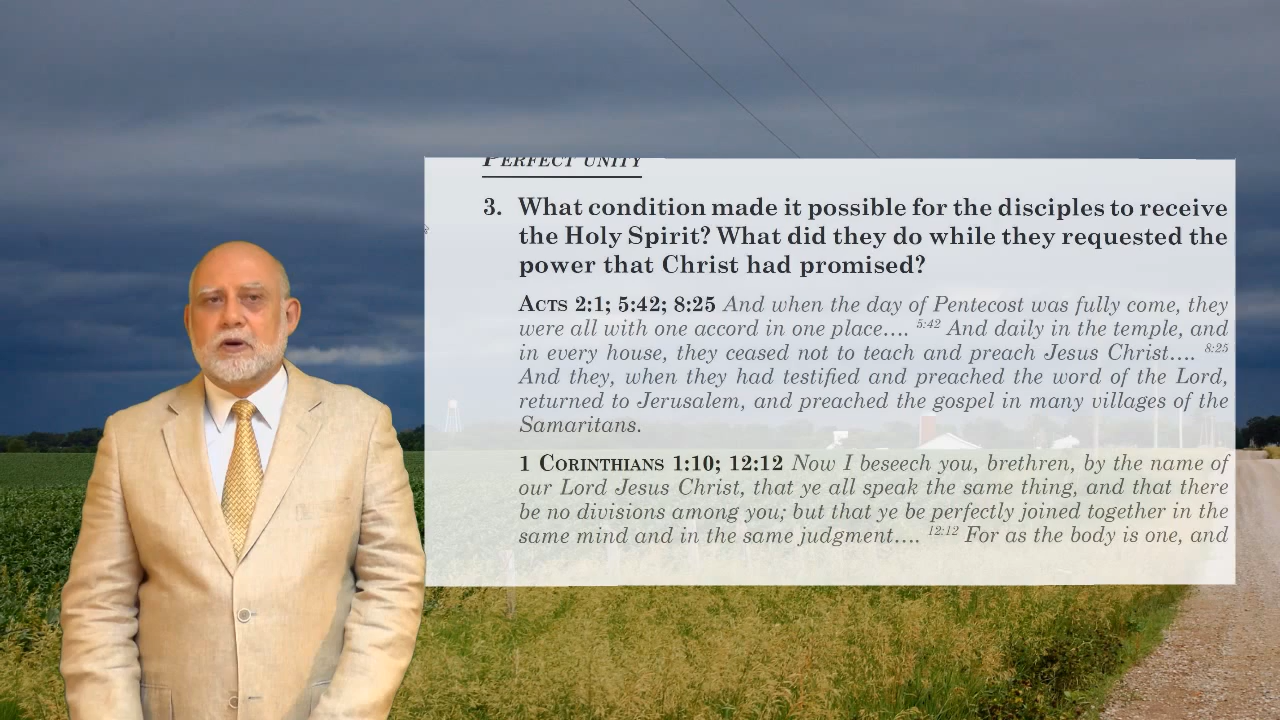 PERFECT UNITY
3. What condition made it possible for the disciples to receive
the Holy Spirit? What did they do while they requested the
power that Christ had promised?
ACTS 2:1; 5:42; 8:25 And when the day of Pentecost was fully come, they
were all with one accord in one place.... 5:42 And daily in the temple, and
in every house, they ceased not to teach and preach Jesus Christ.... 8:25
And they, when they had testified and preached the word of the Lord,
returned to Jerusalem, and preached the gospel in many villages of the
Samaritans.
1 CORINTHIANS 1:10; 12:12 Now I beseech you, brethren, by the name of
our Lord Jesus Christ, that ye all speak the same thing, and that there
be no divisions among you; but that ye be perfectly joined together in the
same mind and in the same judgment.... 12:12 For as the body is one, and